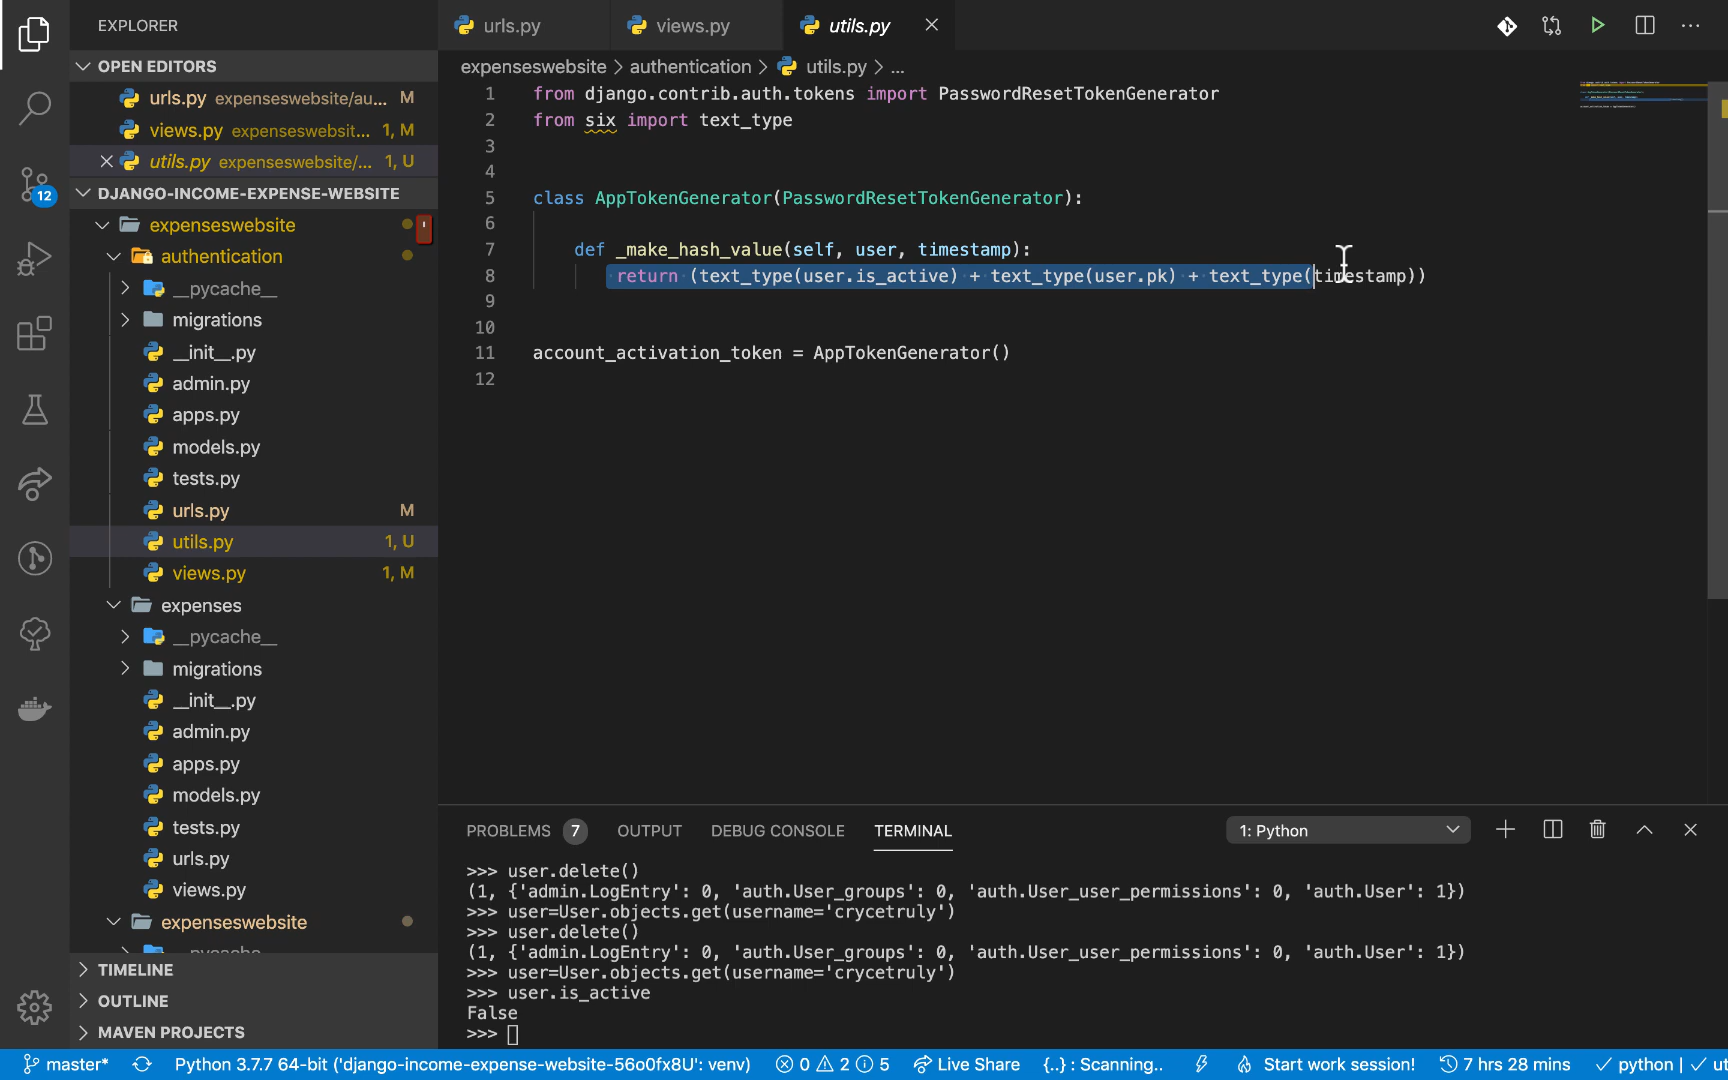 EXPLORER
OPEN EDITORS
urls.py expenseswebsite/au... M
views.py expenseswebsit... 1, M
utils.py expenseswebsite/... 1, U
DJANGO-INCOME-EXPENSE-WEBSITE
expenseswebsite
authentication
__pycache__
migrations
__init__.py
admin.py
apps.py
models.py
tests.py
urls.py M
utils.py 1, U
views.py 1, M
expenses
__pycache__
migrations
__init__.py
admin.py
apps.py
models.py
tests.py
urls.py
views.py
expenseswebsite
__pycache__
TIMELINE
OUTLINE
MAVEN PROJECTS
12
urls.py views.py utils.py
expenseswebsite > authentication > utils.py > ...
1 from django.contrib.auth.tokens import PasswordResetTokenGenerator
2 from six import text_type
3
4
5 class AppTokenGenerator(PasswordResetTokenGenerator):
6
7 def _make_hash_value(self, user, timestamp):
8 return (text_type(user.is_active) + text_type(user.pk) + text_type(timestamp))
9
10
11 account_activation_token = AppTokenGenerator()
12
PROBLEMS 7 OUTPUT DEBUG CONSOLE TERMINAL 1: Python
>>> user.delete()
(1, {'admin.LogEntry': 0, 'auth.User_groups': 0, 'auth.User_user_permissions': 0, 'auth.User': 1})
>>> user=User.objects.get(username='crycetruly')
>>> user.delete()
(1, {'admin.LogEntry': 0, 'auth.User_groups': 0, 'auth.User_user_permissions': 0, 'auth.User': 1})
>>> user=User.objects.get(username='crycetruly')
>>> user.is_active
False
>>>
master* Python 3.7.7 64-bit ('django-income-expense-website-56o0fx8U': venv) 0 2 5 Live Share {..} : Scanning.. Start work session! 7 hrs 28 mins python | ut